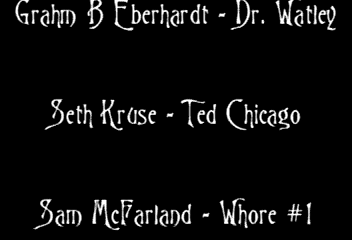 Grahm B Eberhardt - Dr. Watley
Seth Kruse - Ted Chicago
Sam McFarland - Whore #1